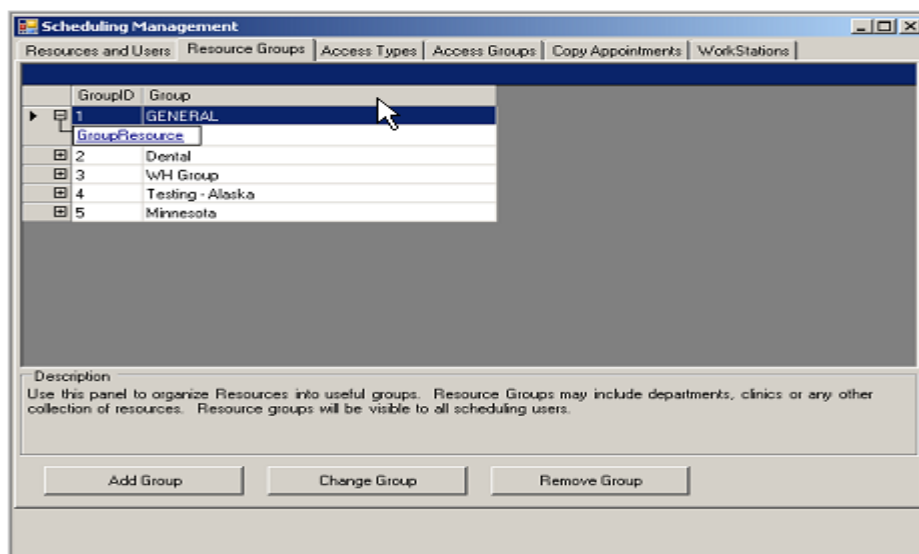 Scheduling Management
Resources and Users Resource Groups Access Types Access Groups Copy Appointments WorkStations
GroupID Group
1 GENERAL
GroupResource
2 Dental
3 WH Group
4 Testing - Alaska
5 Minnesota
Description
Use this panel to organize Resources into useful groups. Resource Groups may include departments, clinics or any other
collection of resources. Resource groups will be visible to all scheduling users.
Add Group Change Group Remove Group